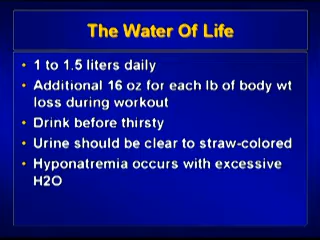 The Water Of Life
• 1 to 1.5 liters daily
• Additional 16 oz for each lb of body wt
loss during workout
• Drink before thirsty
• Urine should be clear to straw-colored
• Hyponatremia occurs with excessive
H2O